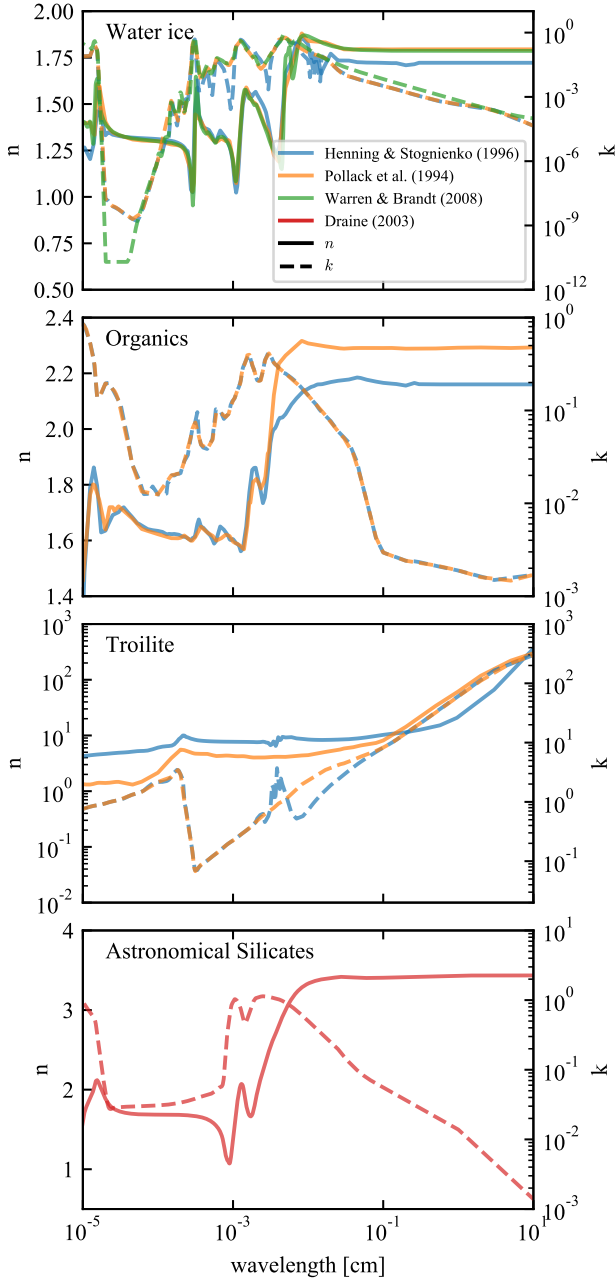 Water ice
2.00
1.75
1.50
1.25
1.00
0.75
0.50
n
10^0
10^-3
10^-6
10^-9
10^-12
k
Henning & Stognienko (1996)
Pollack et al. (1994)
Warren & Brandt (2008)
Draine (2003)
n
k
Organics
2.4
2.2
2.0
1.8
1.6
1.4
n
10^0
10^-1
10^-2
10^-3
k
Troilite
10^3
10^2
10^1
10^0
10^-1
10^-2
n
10^3
10^2
10^1
10^0
10^-1
k
Astronomical Silicates
4
3
2
1
n
10^1
10^0
10^-1
10^-2
10^-3
k
10^-5
10^-3
10^-1
10^1
wavelength [cm]